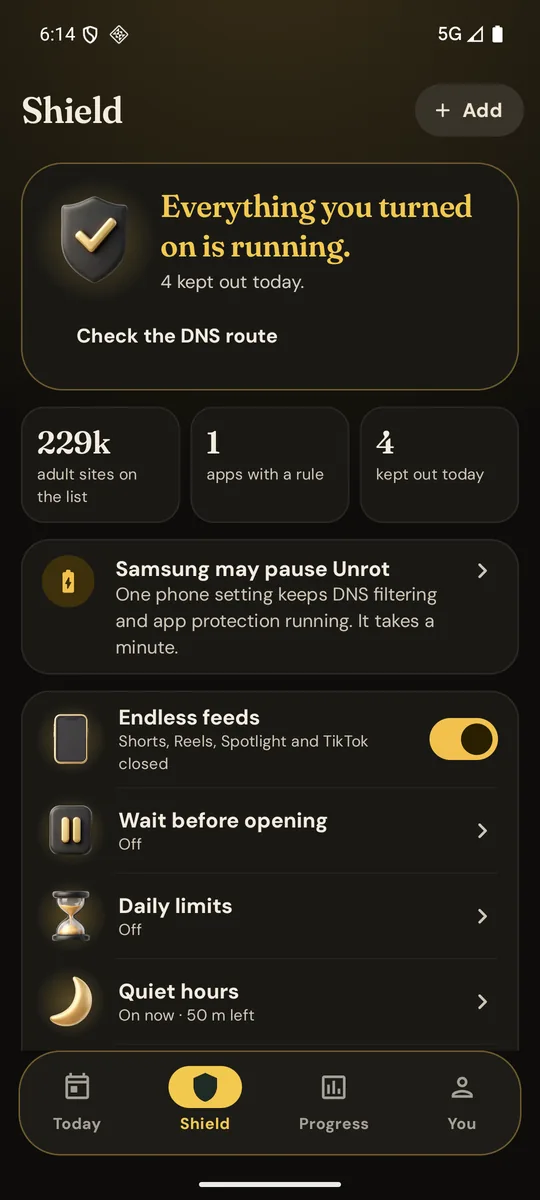 6:14
5G
Shield
+ Add
Everything you turned
on is running.
4 kept out today.
Check the DNS route
229k
adult sites on
the list
1
apps with a rule
4
kept out today
Samsung may pause Unrot
One phone setting keeps DNS filtering
and app protection running. It takes a
minute.
Endless feeds
Shorts, Reels, Spotlight and TikTok
closed
Wait before opening
Off
Daily limits
Off
Quiet hours
On now · 50 m left
Today
Shield
Progress
You